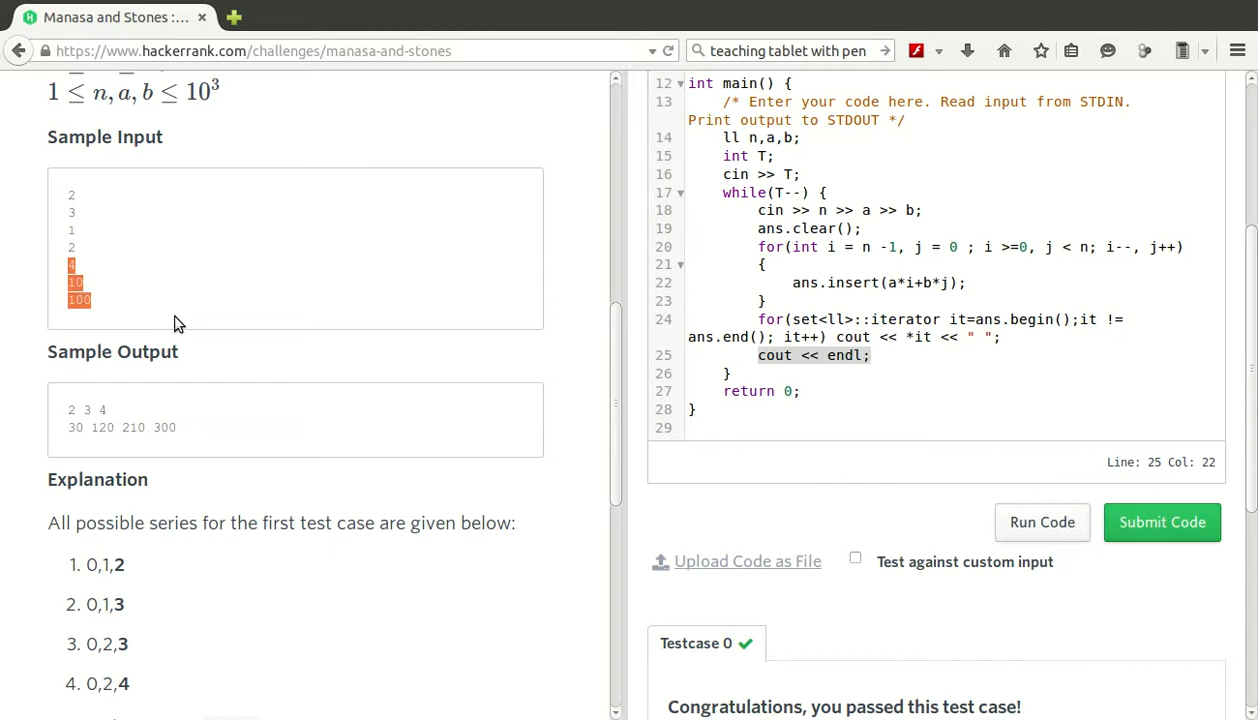 Manasa and Stones :...
https://www.hackerrank.com/challenges/manasa-and-stones
teaching tablet with pen
1 ≤ n, a, b ≤ 10³
Sample Input
2
3
1
2
4
10
100
Sample Output
2 3 4
30 120 210 300
Explanation
All possible series for the first test case are given below:
1. 0,1,2
2. 0,1,3
3. 0,2,3
4. 0,2,4
12 int main() {
13 /* Enter your code here. Read input from STDIN.
Print output to STDOUT */
14 ll n,a,b;
15 int T;
16 cin >> T;
17 while(T--) {
18 cin >> n >> a >> b;
19 ans.clear();
20 for(int i = n -1, j = 0 ; i >=0, j < n; i--, j++)
21 {
22 ans.insert(a*i+b*j);
23 }
24 for(set<ll>::iterator it=ans.begin();it !=
ans.end(); it++) cout << *it << " ";
25 cout << endl;
26 }
27 return 0;
28 }
29
Line: 25 Col: 22
Run Code
Submit Code
Upload Code as File
Test against custom input
Testcase 0
Congratulations, you passed this test case!